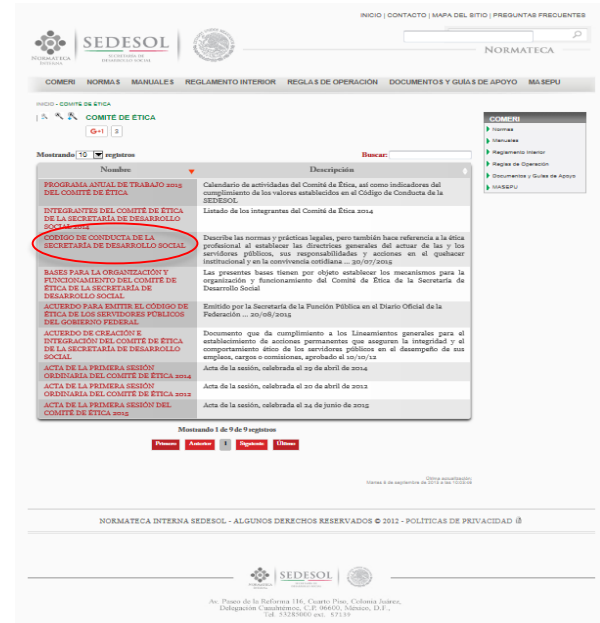 INICIO | CONTACTO | MAPA DEL SITIO | PREGUNTAS FRECUENTES
NORMATECA
INTERNA
SEDESOL
SECRETARÍA DE
DESARROLLO SOCIAL
NORMATECA
COMERI NORMAS MANUALES REGLAMENTO INTERIOR REGLAS DE OPERACIÓN DOCUMENTOS Y GUÍAS DE APOYO MASEPU
INICIO - COMITÉ DE ÉTICA
COMITÉ DE ÉTICA
G+1 2
Mostrando 10 registros
Buscar:
Nombre Descripción
PROGRAMA ANUAL DE TRABAJO 2015
DEL COMITÉ DE ÉTICA
Calendario de actividades del Comité de Ética, así como indicadores del
cumplimiento de los valores establecidos en el Código de Conducta de la
SEDESOL
INTEGRANTES DEL COMITÉ DE ÉTICA
DE LA SECRETARÍA DE DESARROLLO
SOCIAL 2014
Listado de los integrantes del Comité de Ética 2014
CODIGO DE CONDUCTA DE LA
SECRETARÍA DE DESARROLLO SOCIAL
Describe las normas y prácticas legales, pero también hace referencia a la ética
profesional al establecer las directrices generales del actuar de las y los
servidores públicos, sus responsabilidades y acciones en el quehacer
institucional y en la convivencia cotidiana ... 30/07/2015
BASES PARA LA ORGANIZACIÓN Y
FUNCIONAMIENTO DEL COMITÉ DE
ÉTICA DE LA SECRETARÍA DE
DESARROLLO SOCIAL
Las presentes bases tienen por objeto establecer los mecanismos para la
organización y funcionamiento del Comité de Ética de la Secretaría de
Desarrollo Social
ACUERDO PARA EMITIR EL CÓDIGO DE
ÉTICA DE LOS SERVIDORES PÚBLICOS
DEL GOBIERNO FEDERAL
Emitido por la Secretaría de la Función Pública en el Diario Oficial de la
Federación ... 20/08/2015
ACUERDO DE CREACIÓN E
INTEGRACIÓN DEL COMITÉ DE ÉTICA
DE LA SECRETARÍA DE DESARROLLO
SOCIAL
Documento que da cumplimiento a los Lineamientos generales para el
establecimiento de acciones permanentes que aseguren la integridad y el
comportamiento ético de los servidores públicos en el desempeño de sus
empleos, cargos o comisiones, aprobado el 10/10/12
ACTA DE LA PRIMERA SESIÓN
ORDINARIA DEL COMITÉ DE ÉTICA 2014
Acta de la sesión, celebrada el 29 de abril de 2014
ACTA DE LA PRIMERA SESIÓN
ORDINARIA DEL COMITÉ DE ÉTICA 2012
Acta de la sesión, celebrada el 20 de abril de 2012
ACTA DE LA PRIMERA SESIÓN DEL
COMITÉ DE ÉTICA 2015
Acta de la sesión, celebrada el 24 de junio de 2015
Mostrando 1 de 9 de 9 registros
Primero Anterior 1 Siguiente Último
COMERI
Normas
Manuales
Reglamento Interior
Reglas de Operación
Documentos y Guías de Apoyo
MASEPU
Última actualización:
NORMATECA INTERNA SEDESOL - ALGUNOS DERECHOS RESERVADOS © 2012 - POLÍTICAS DE PRIVACIDAD
SEDESOL
Av. Paseo de la Reforma 116, Cuarto Piso, Colonia Juárez,
Delegación Cuauhtémoc, C.P. 06600, México, D.F.,
Tel. 53285000 ext. 57159